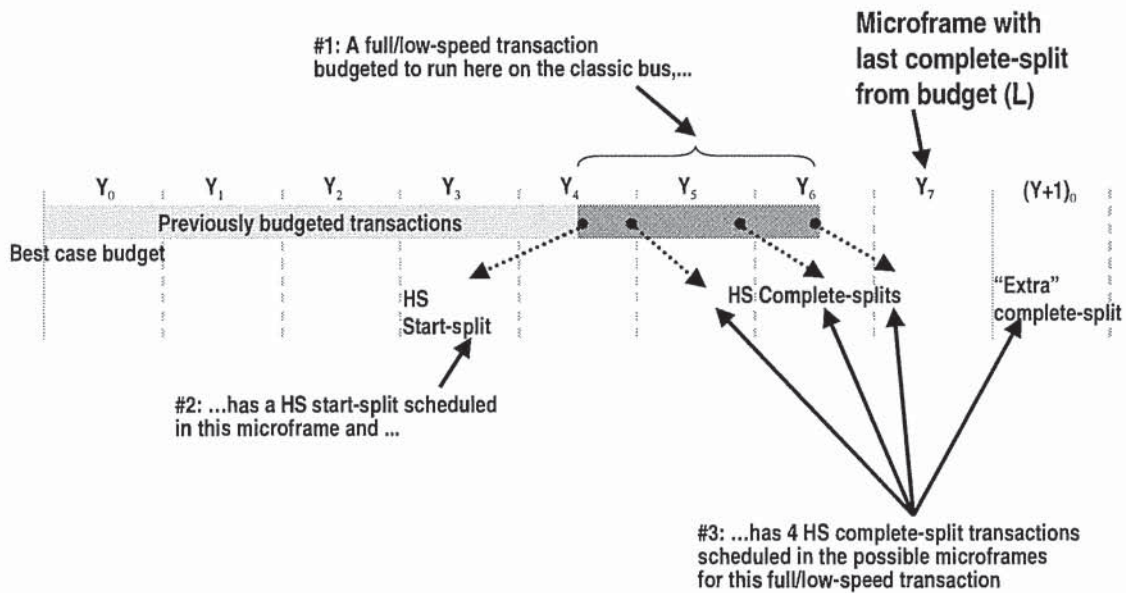 #1: A full/low-speed transaction
budgeted to run here on the classic bus,...
Microframe with
last complete-split
from budget (L)
Y₀ Y₁ Y₂ Y₃ Y₄ Y₅ Y₆ Y₇ (Y+1)₀
Previously budgeted transactions
Best case budget
HS
Start-split
HS Complete-splits
“Extra”
complete-split
#2: ...has a HS start-split scheduled
in this microframe and ...
#3: ...has 4 HS complete-split transactions
scheduled in the possible microframes
for this full/low-speed transaction